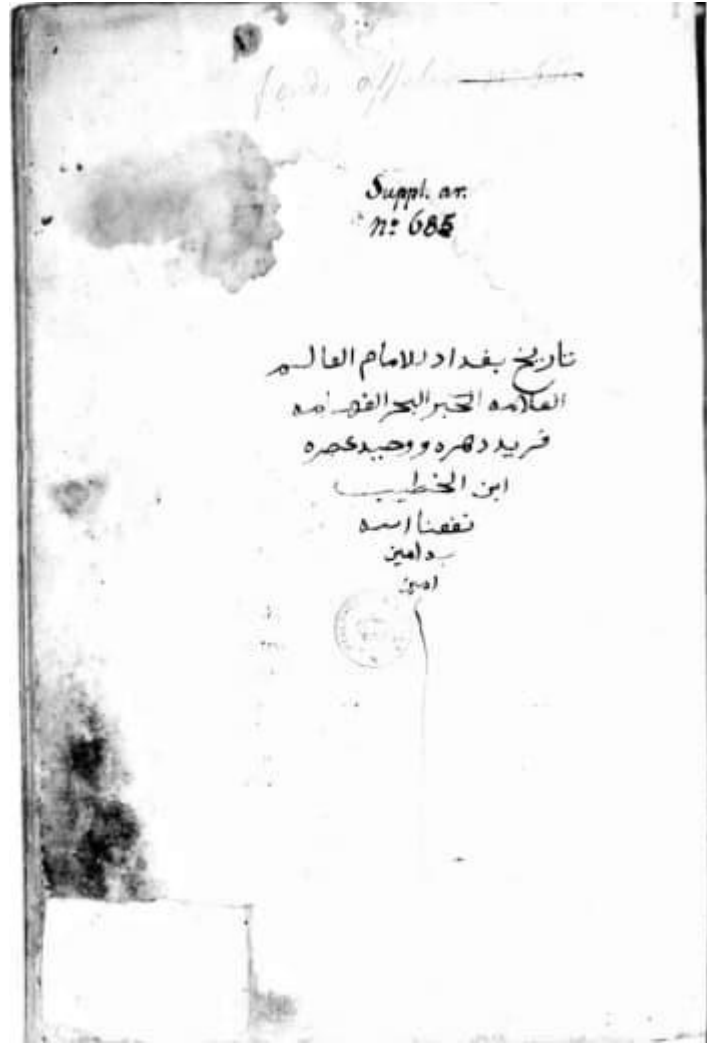 Suppl. ar.
Nº 685
تاريخ بغداد للامام العالم
العلامه الحبر البحر الفهامه
فريد دهره ووحيد عصره
ابن الخطيب
نفعنا الله
به امين
امين